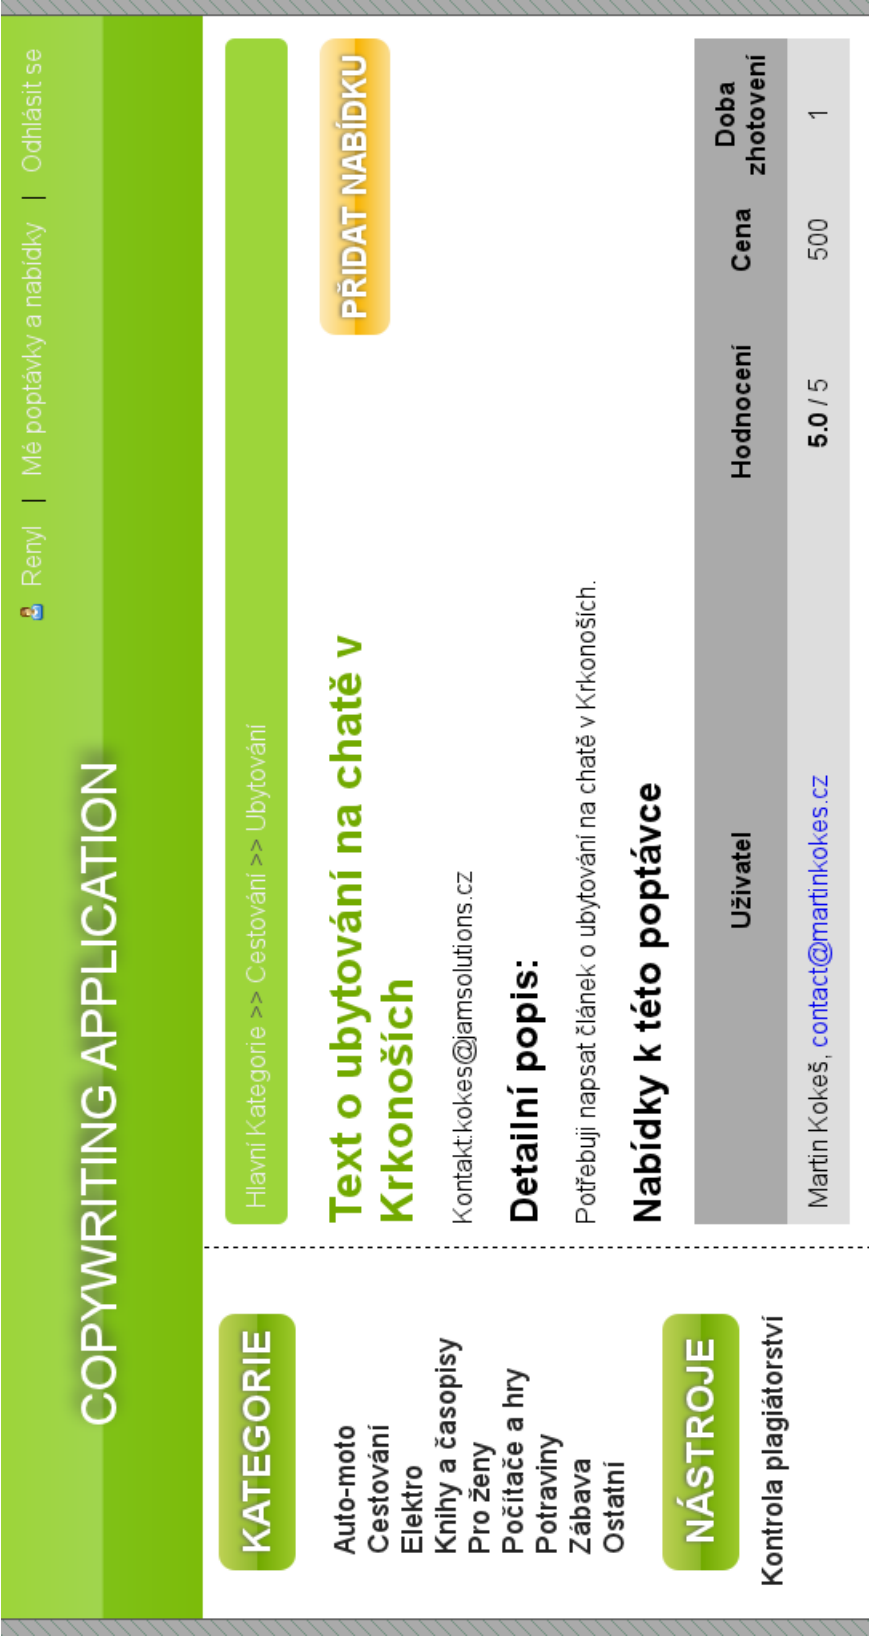 Renyl | Mé poptávky a nabídky | Odhlásit se
COPYWRITING APPLICATION
KATEGORIE
Auto-moto
Cestování
Elektro
Knihy a časopisy
Pro ženy
Počítače a hry
Potraviny
Zábava
Ostatní
NÁSTROJE
Kontrola plagiátorství
Hlavní Kategorie >> Cestování >> Ubytování
Text o ubytování na chatě v
Krkonoších
PŘIDAT NABÍDKU
Kontakt:kokes@jamsolutions.cz
Detailní popis:
Potřebuji napsat článek o ubytování na chatě v Krkonoších.
Nabídky k této poptávce
Uživatel Hodnocení Cena Doba
zhotovení
Martin Kokeš, contact@martinkokes.cz 5.0 / 5 500 1